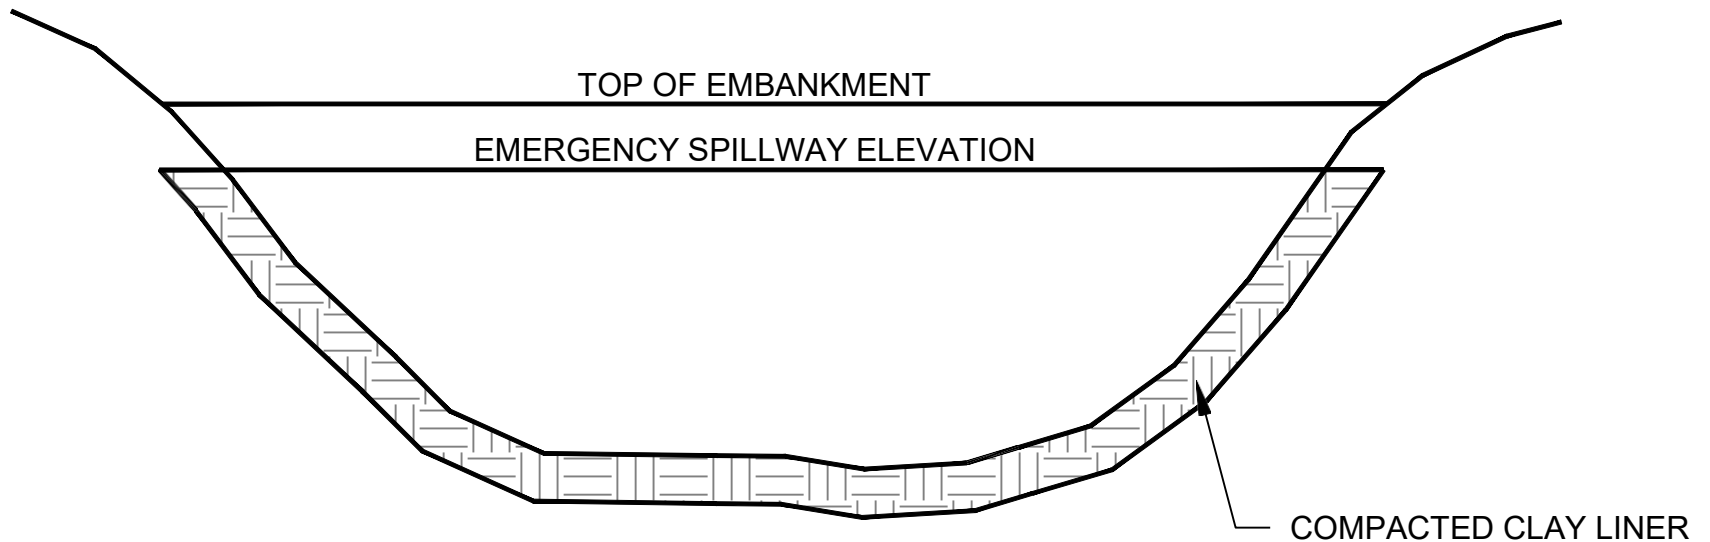 TOP OF EMBANKMENT
EMERGENCY SPILLWAY ELEVATION
COMPACTED CLAY LINER